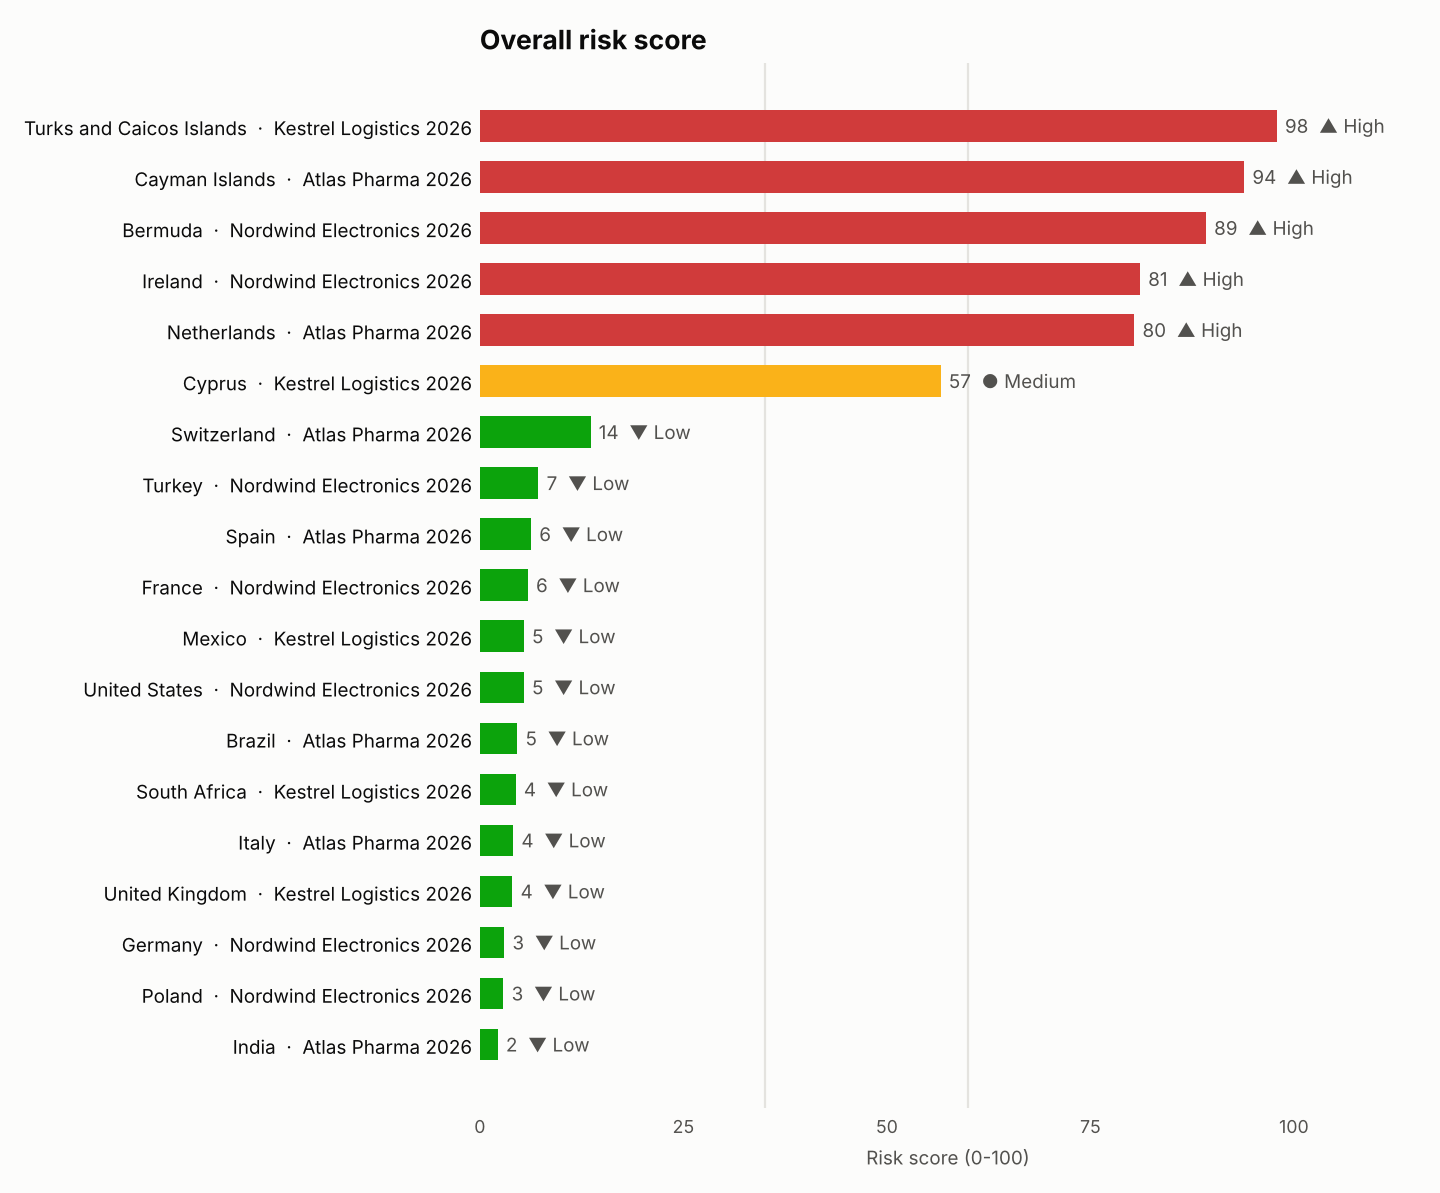 Overall risk score
Turks and Caicos Islands · Kestrel Logistics 2026 98 ▲ High
Cayman Islands · Atlas Pharma 2026 94 ▲ High
Bermuda · Nordwind Electronics 2026 89 ▲ High
Ireland · Nordwind Electronics 2026 81 ▲ High
Netherlands · Atlas Pharma 2026 80 ▲ High
Cyprus · Kestrel Logistics 2026 57 ● Medium
Switzerland · Atlas Pharma 2026 14 ▼ Low
Turkey · Nordwind Electronics 2026 7 ▼ Low
Spain · Atlas Pharma 2026 6 ▼ Low
France · Nordwind Electronics 2026 6 ▼ Low
Mexico · Kestrel Logistics 2026 5 ▼ Low
United States · Nordwind Electronics 2026 5 ▼ Low
Brazil · Atlas Pharma 2026 5 ▼ Low
South Africa · Kestrel Logistics 2026 4 ▼ Low
Italy · Atlas Pharma 2026 4 ▼ Low
United Kingdom · Kestrel Logistics 2026 4 ▼ Low
Germany · Nordwind Electronics 2026 3 ▼ Low
Poland · Nordwind Electronics 2026 3 ▼ Low
India · Atlas Pharma 2026 2 ▼ Low
0 25 50 75 100
Risk score (0-100)